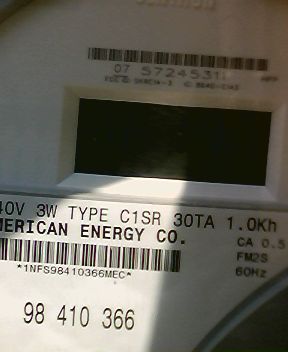 07 5724531
40V 3W TYPE C1SR 30TA 1.0Kh
MERICAN ENERGY CO.
CA 0.5
FM2S
*1NFS98410366MEC*
60Hz
98 410 366